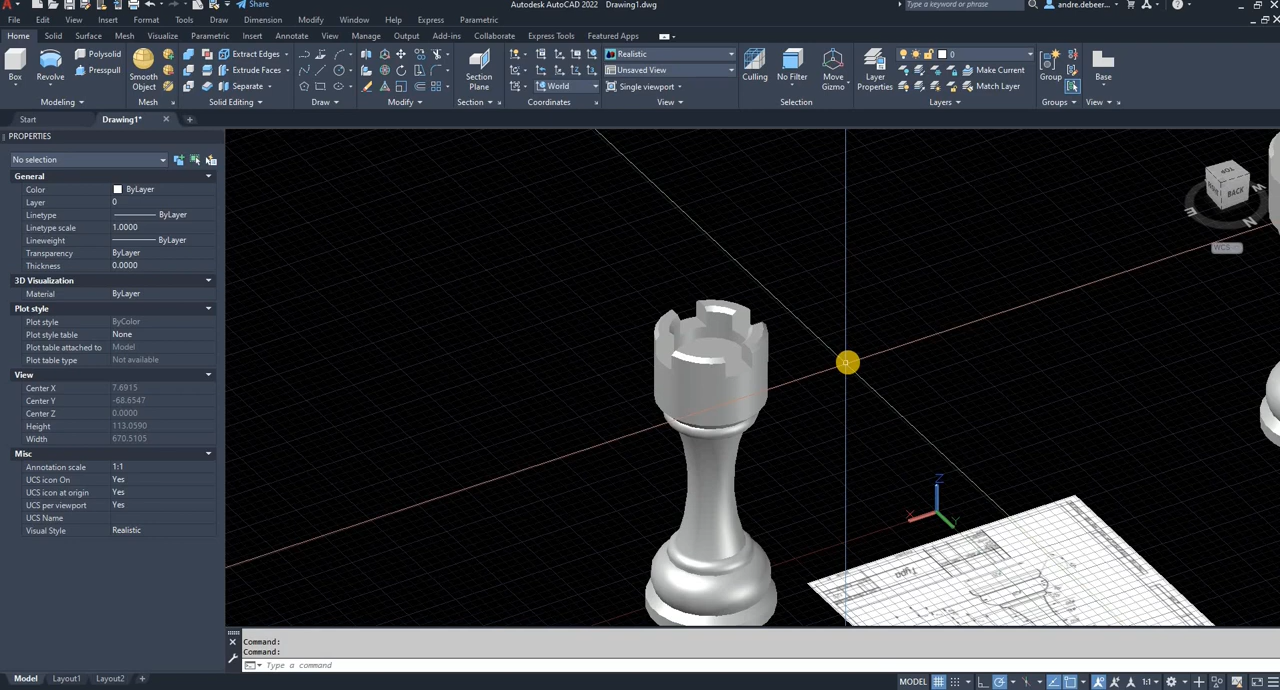 Share
Autodesk AutoCAD 2022 Drawing1.dwg
Type a keyword or phrase
andre.debeer...
File Edit View Insert Format Tools Draw Dimension Modify Window Help Express Parametric
Home Solid Surface Mesh Visualize Parametric Insert Annotate View Manage Output Add-ins Collaborate Express Tools Featured Apps
Box
Revolve
Polysolid
Presspull
Modeling
Smooth
Object
Mesh
Extract Edges
Extrude Faces
Separate
Solid Editing
Draw
Modify
Section
Plane
Section
World
Coordinates
Realistic
Unsaved View
Single viewport
View
Culling
No Filter
Move
Gizmo
Selection
Layer
Properties
0
Make Current
Match Layer
Layers
Group
Groups
Base
View
Start
Drawing1*
PROPERTIES
No selection
General
Color ByLayer
Layer 0
Linetype ByLayer
Linetype scale 1.0000
Lineweight ByLayer
Transparency ByLayer
Thickness 0.0000
3D Visualization
Material ByLayer
Plot style
Plot style ByColor
Plot style table None
Plot table attached to Model
Plot table type Not available
View
Center X 7.6915
Center Y -68.6547
Center Z 0.0000
Height 113.0590
Width 670.5105
Misc
Annotation scale 1:1
UCS icon On Yes
UCS icon at origin Yes
UCS per viewport Yes
UCS Name
Visual Style Realistic
TOP
BACK
W
E
N
WCS
Z
X
Y
Тура
Command:
Command:
Type a command
Model Layout1 Layout2
MODEL
1:1